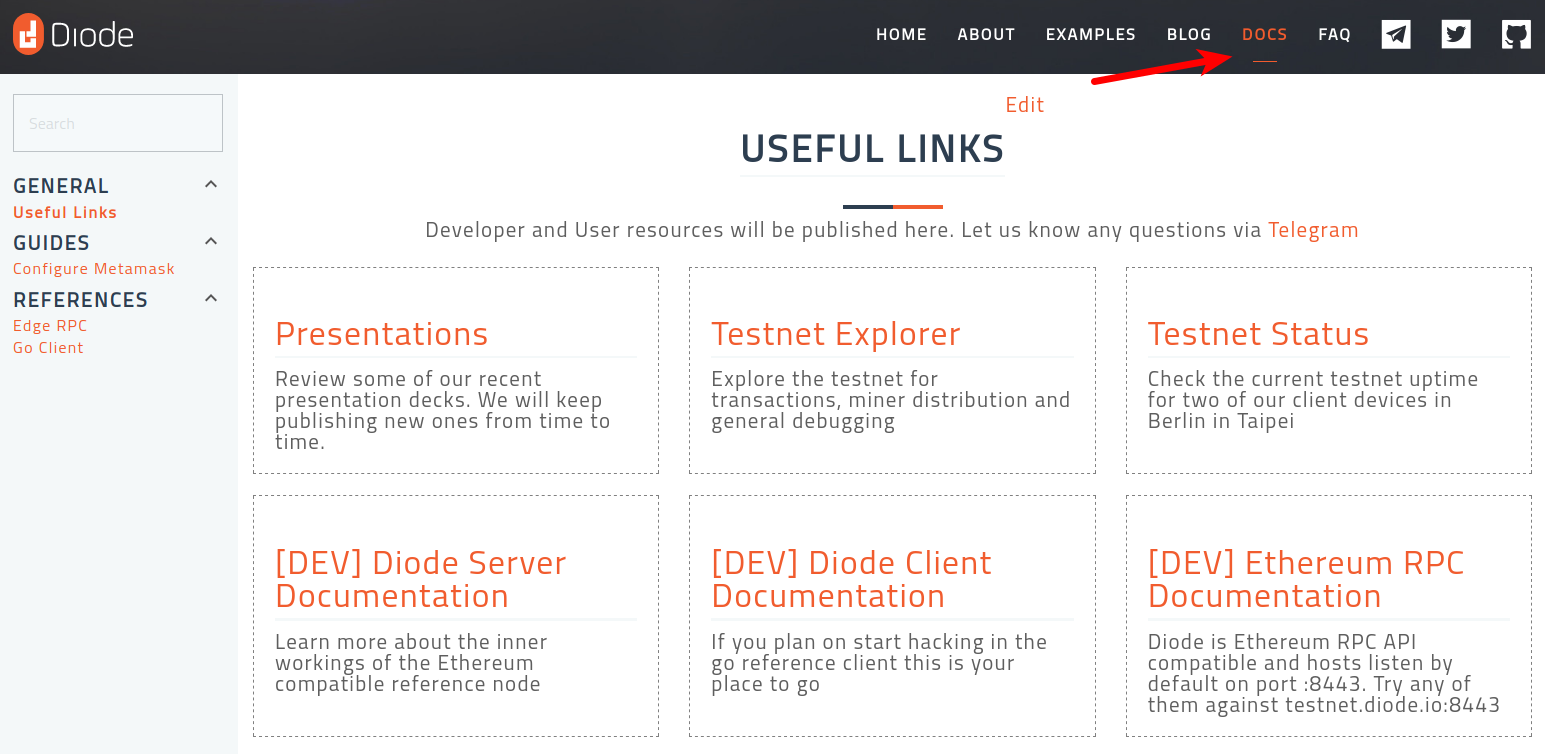 Diode
HOME ABOUT EXAMPLES BLOG DOCS FAQ
Search
GENERAL
Useful Links
GUIDES
Configure Metamask
REFERENCES
Edge RPC
Go Client
Edit
USEFUL LINKS
Developer and User resources will be published here. Let us know any questions via Telegram
Presentations
Review some of our recent
presentation decks. We will keep
publishing new ones from time to
time.
Testnet Explorer
Explore the testnet for
transactions, miner distribution and
general debugging
Testnet Status
Check the current testnet uptime
for two of our client devices in
Berlin in Taipei
[DEV] Diode Server
Documentation
Learn more about the inner
workings of the Ethereum
compatible reference node
[DEV] Diode Client
Documentation
If you plan on start hacking in the
go reference client this is your
place to go
[DEV] Ethereum RPC
Documentation
Diode is Ethereum RPC API
compatible and hosts listen by
default on port :8443. Try any of
them against testnet.diode.io:8443